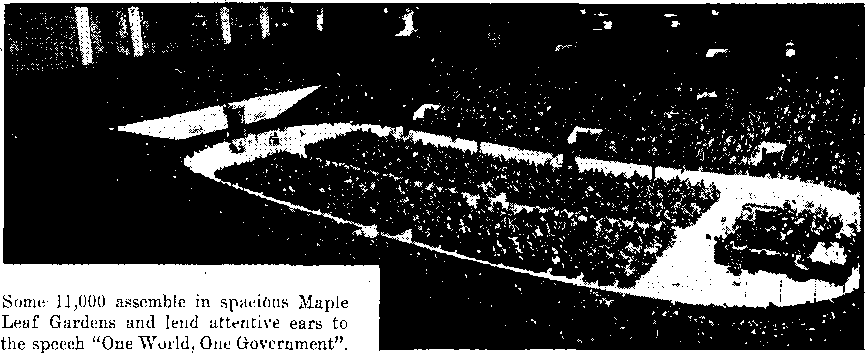 Some 11,000 assemble in spacious Maple
Leaf Gardens and lend attentive ears to
the speech "One World, One Government".